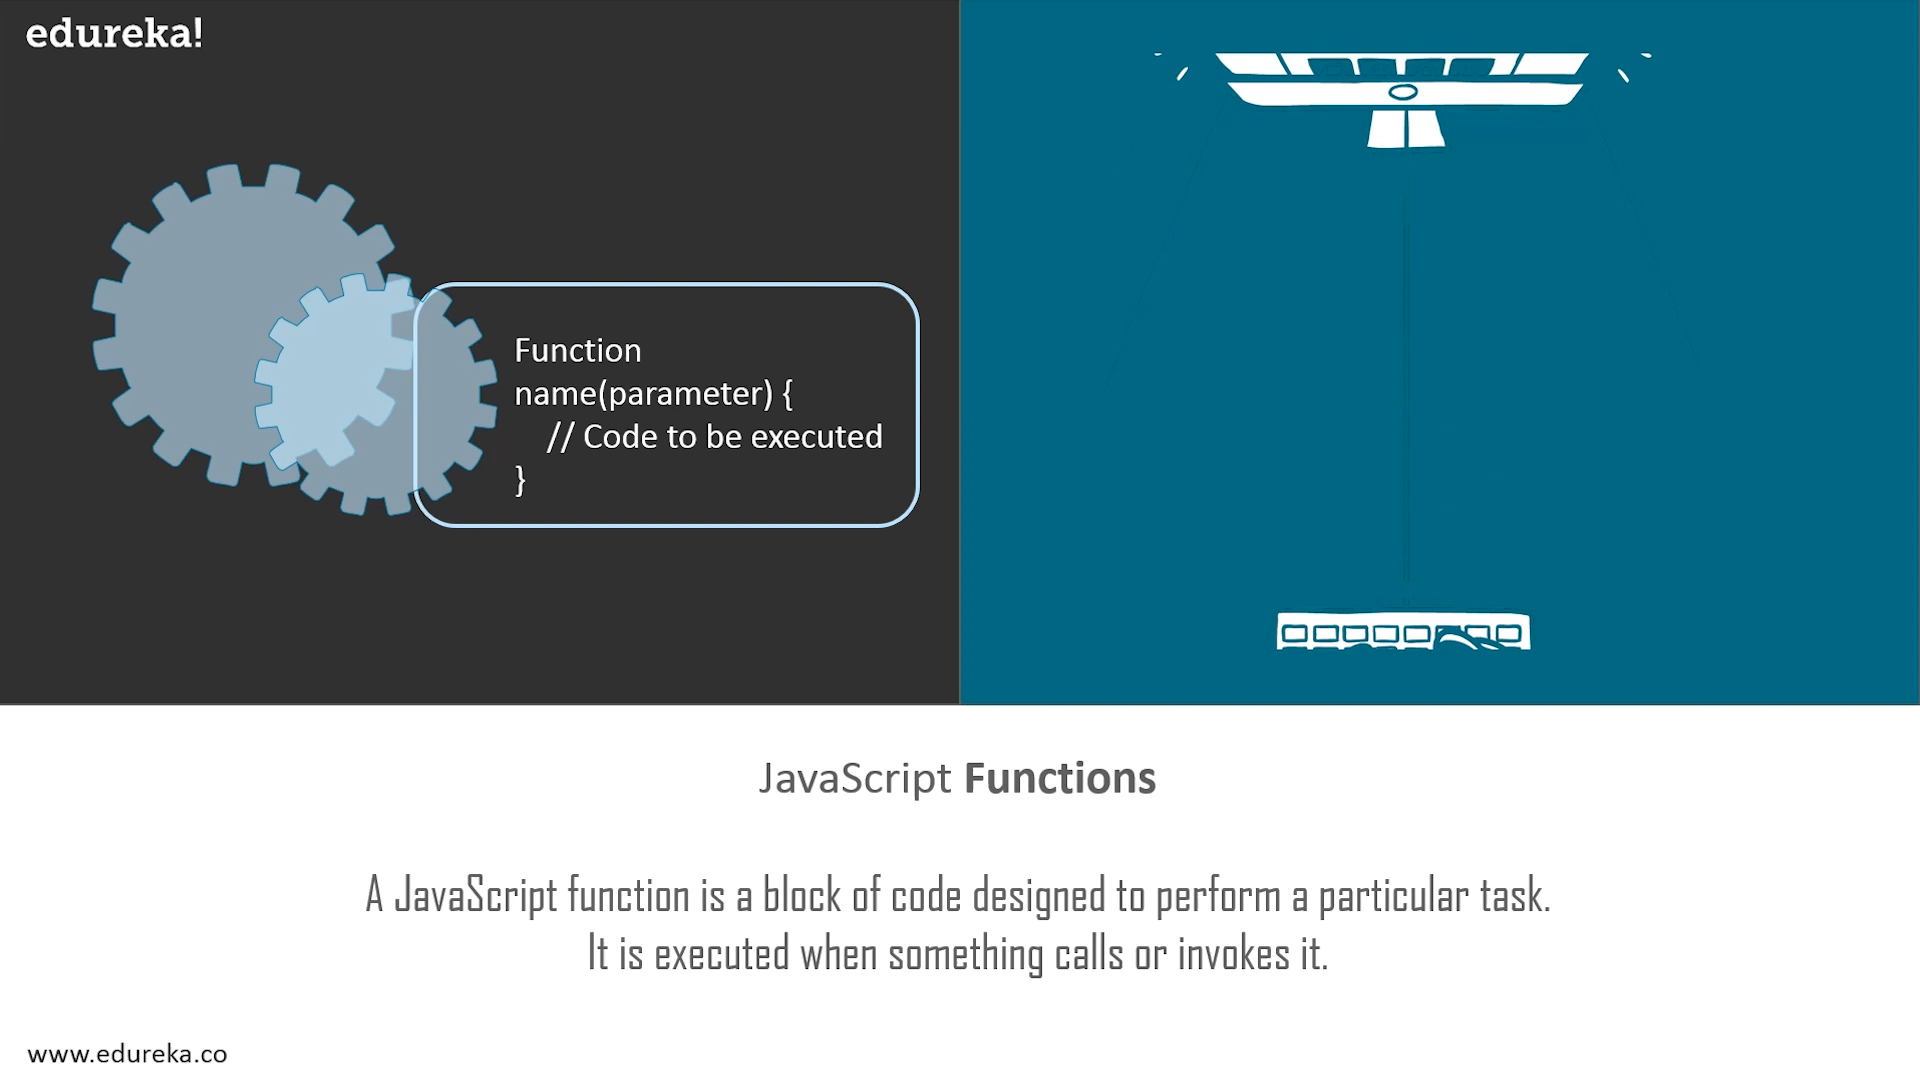 edureka!
Function
name(parameter) {
// Code to be executed
}
JavaScript Functions
A JavaScript function is a block of code designed to perform a particular task.
It is executed when something calls or invokes it.
www.edureka.co